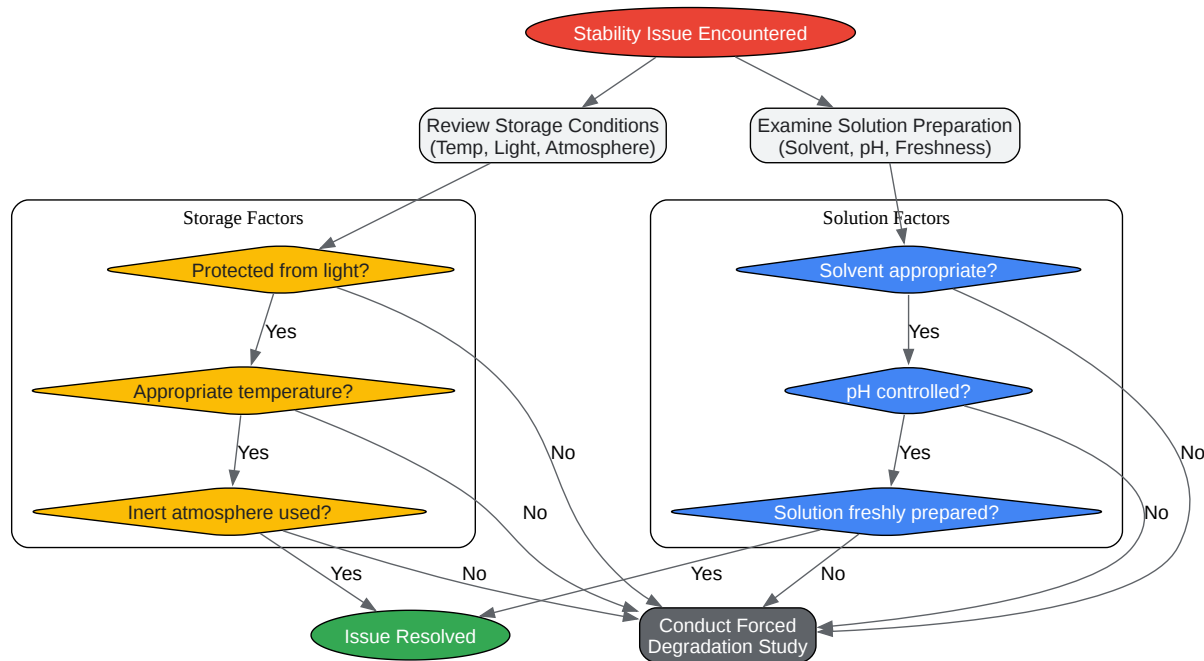 Stability Issue Encountered
Review Storage Conditions
(Temp, Light, Atmosphere)
Examine Solution Preparation
(Solvent, pH, Freshness)
Storage Factors
Solution Factors
Protected from light?
Solvent appropriate?
Yes
Yes
Appropriate temperature?
pH controlled?
Yes
No
Yes
No
Inert atmosphere used?
No
Solution freshly prepared?
No
Yes
No
Yes
No
Issue Resolved
Conduct Forced
Degradation Study